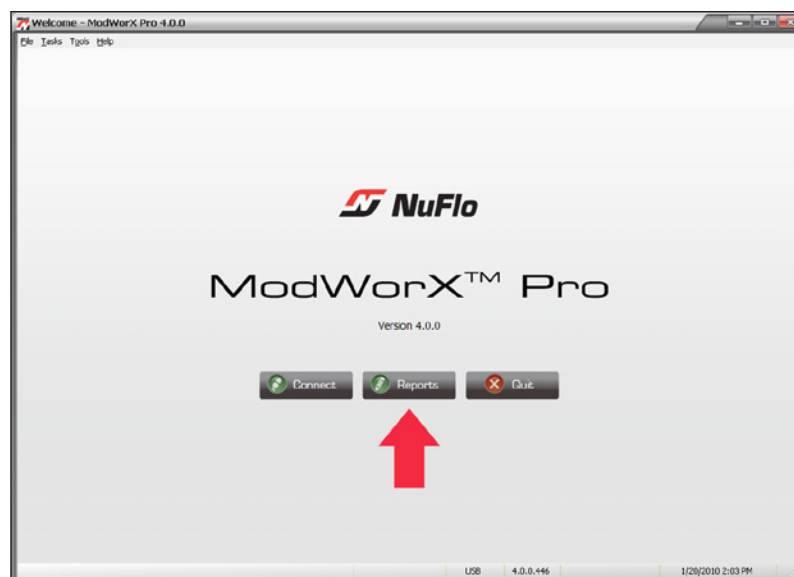 Welcome - ModWorX Pro 4.0.0
File Tasks Tools Help
NuFlo
ModWorX™ Pro
Version 4.0.0
Connect Reports Quit
USB 4.0.0.446 1/20/2010 2:03 PM